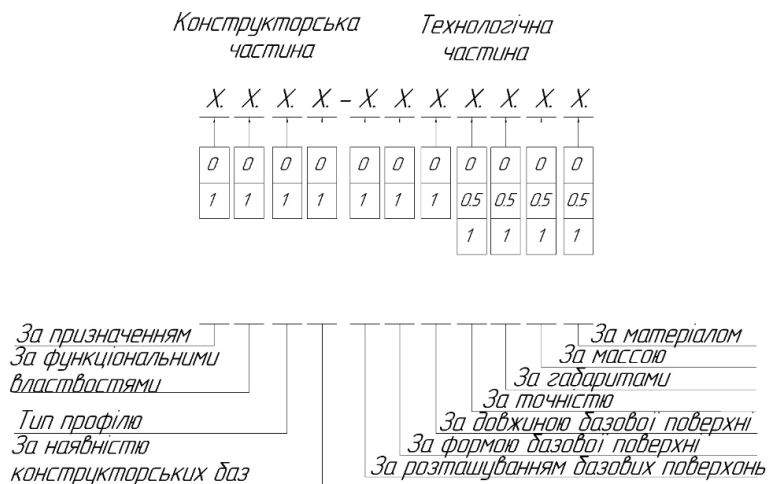 Конструкторська
частина
Технологічна
частина
X. X. X. X – X. X. X. X. X. X. X.
0 0 0 0 0 0 0 0 0 0 0
1 1 1 1 1 1 1 0.5 0.5 0.5 0.5
1 1 1 1
За призначенням
За функціональними
властвостями
Тип профілю
За наявністю
конструкторських баз
За матеріалом
За массою
За габаритами
За точністю
За довжиною базової поверхні
За формою базової поверхні
За розташуванням базових поверхонь